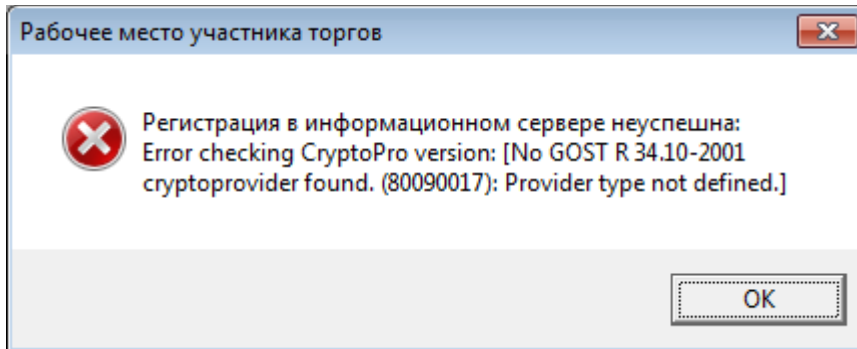 Рабочее место участника торгов
Регистрация в информационном сервере неуспешна:
Error checking CryptoPro version: [No GOST R 34.10-2001
cryptoprovider found. (80090017): Provider type not defined.]
ОК